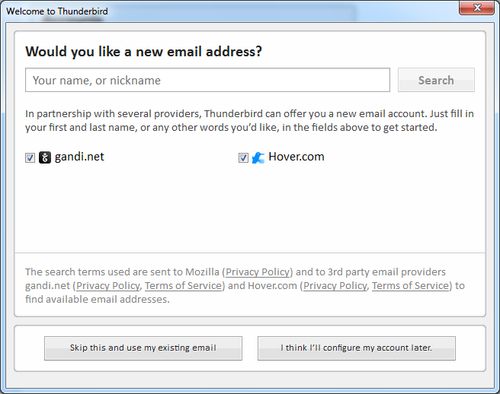 Welcome to Thunderbird
Would you like a new email address?
Your name, or nickname
Search
In partnership with several providers, Thunderbird can offer you a new email account. Just fill in
your first and last name, or any other words you'd like, in the fields above to get started.
gandi.net
Hover.com
The search terms used are sent to Mozilla (Privacy Policy) and to 3rd party email providers
gandi.net (Privacy Policy, Terms of Service) and Hover.com (Privacy Policy, Terms of Service) to
find available email addresses.
Skip this and use my existing email
I think I'll configure my account later.